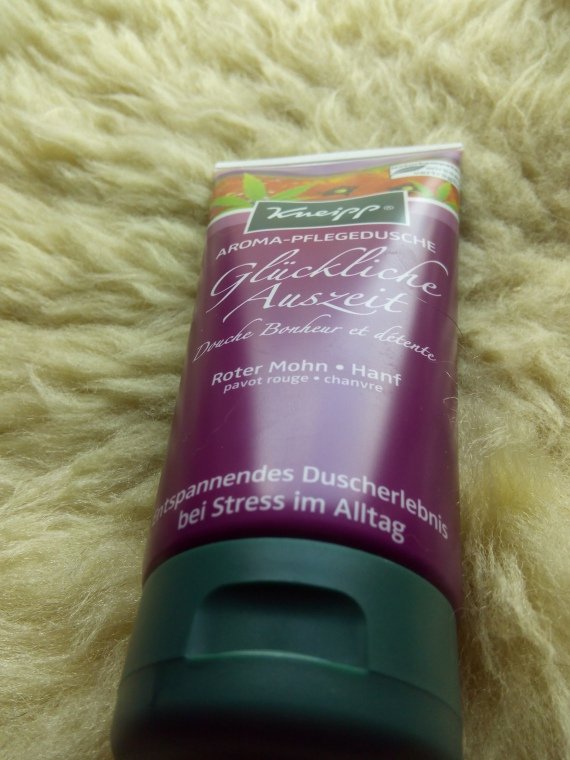 Kneipp®
AROMA-PFLEGEDUSCHE
Glückliche
Auszeit
Douche Bonheur et détente
Roter Mohn • Hanf
pavot rouge • chanvre
Entspannendes Duscherlebnis
bei Stress im Alltag